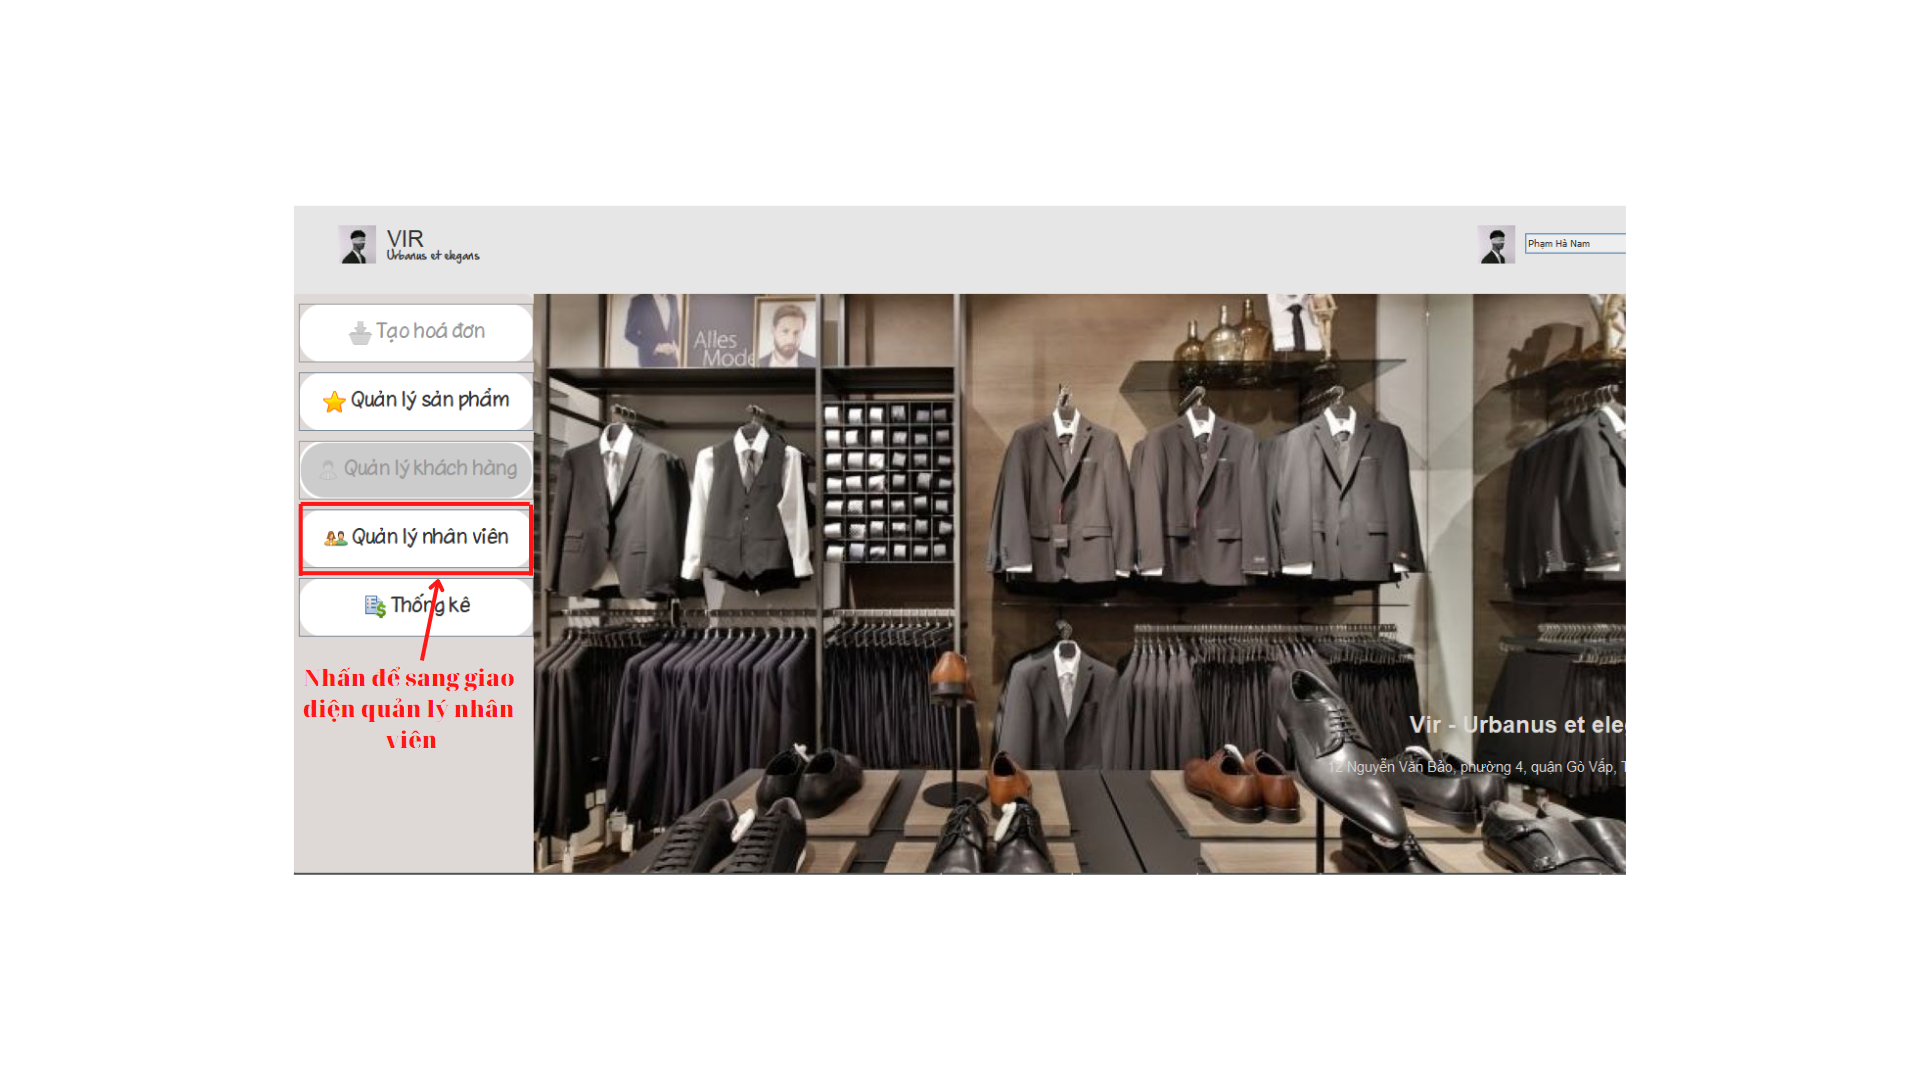 VIR
Urbanus et elegans
Phạm Hà Nam
Tạo hoá đơn
Quản lý sản phẩm
Quản lý khách hàng
Quản lý nhân viên
Thống kê
Nhấn để sang giao
diện quản lý nhân
viên
Alles
Mode
Vir - Urbanus et ele
12 Nguyễn Văn Bảo, phường 4, quận Gò Vấp, T